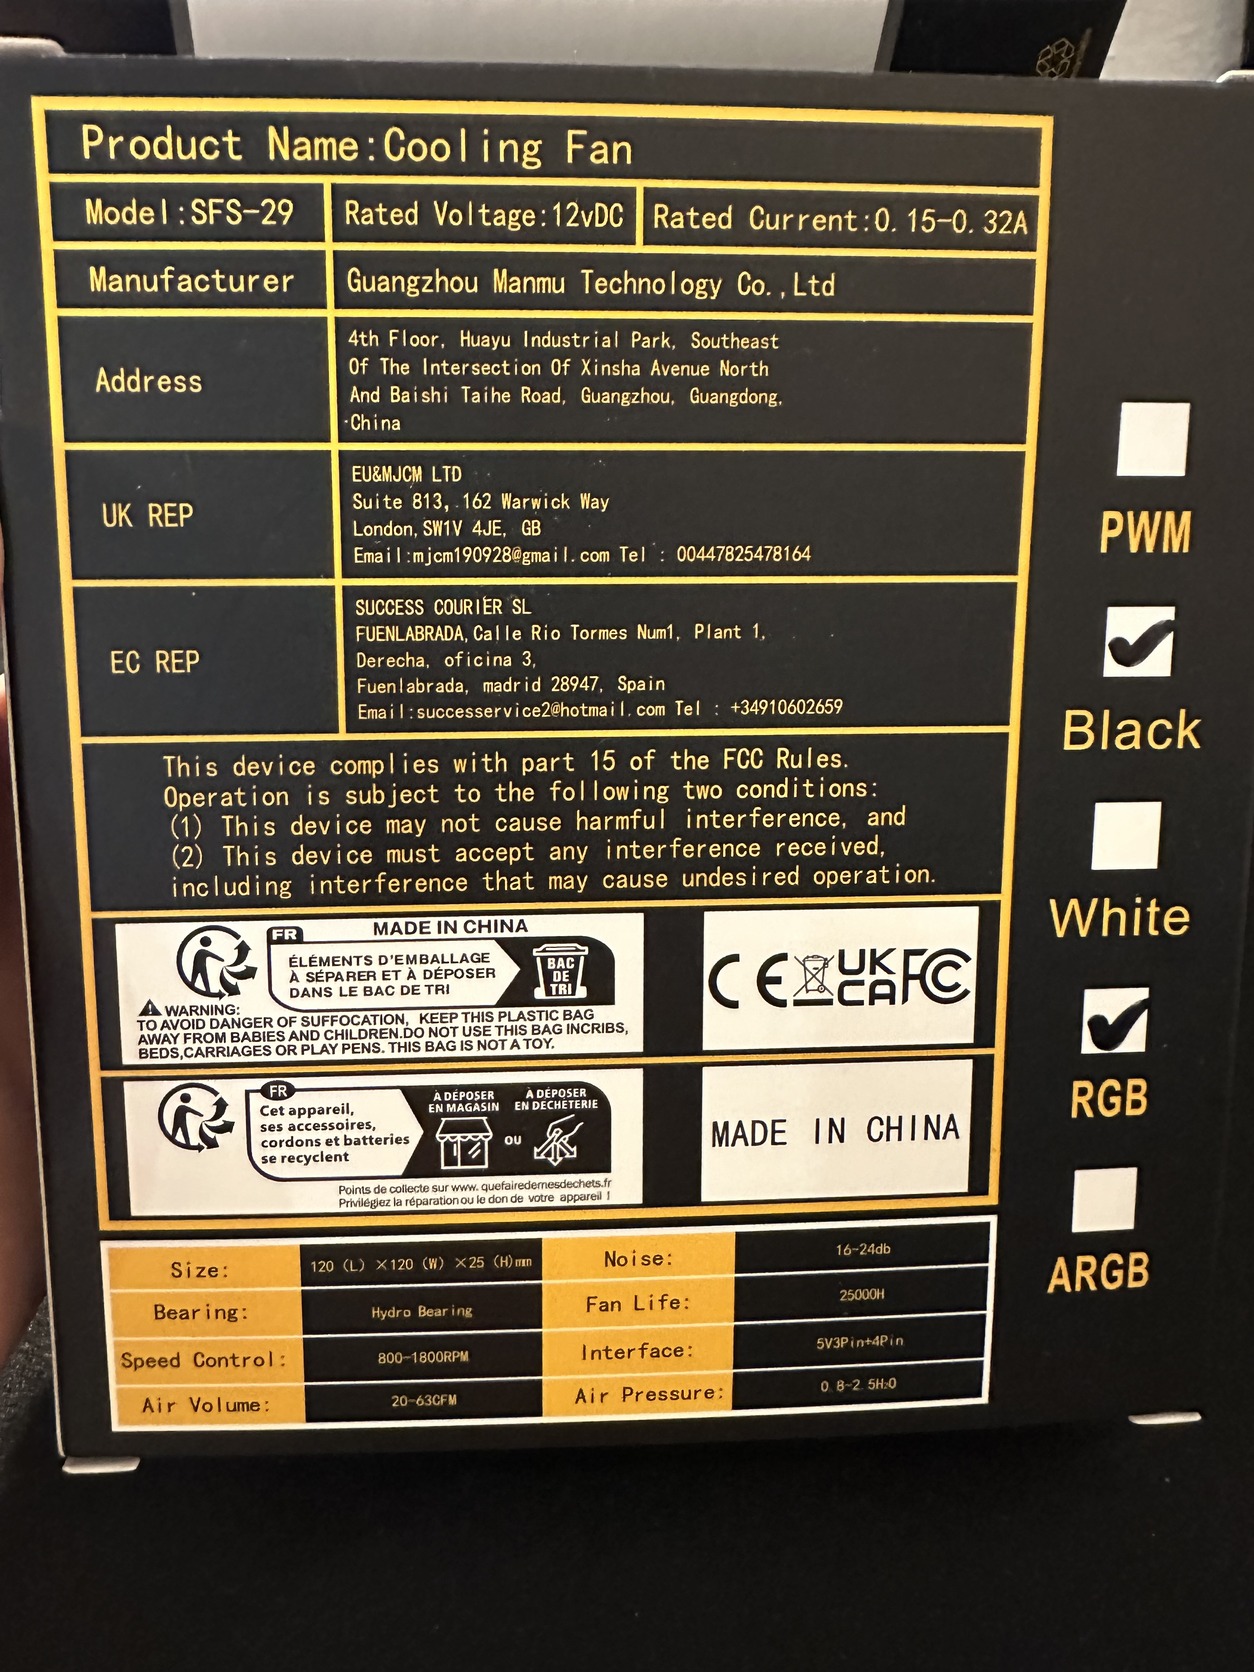 Product Name:Cooling Fan
Model:SFS-29
Rated Voltage:12vDC
Rated Current:0.15-0.32A
Manufacturer
Guangzhou Manmu Technology Co.,Ltd
Address
4th Floor, Huayu Industrial Park, Southeast
Of The Intersection Of Xinsha Avenue North
And Baishi Taihe Road, Guangzhou, Guangdong,
·China
UK REP
EU&MJCM LTD
Suite 813, 162 Warwick Way
London,SW1V 4JE, GB
Email:mjcm190928@gmail.com Tel : 00447825478164
EC REP
SUCCESS COURIER SL
FUENLABRADA,Calle Rio Tormes Num1, Plant 1,
Derecha, oficina 3,
Fuenlabrada, madrid 28947, Spain
Email:successervice2@hotmail.com Tel : +34910602659
This device complies with part 15 of the FCC Rules.
Operation is subject to the following two conditions:
(1) This device may not cause harmful interference, and
(2) This device must accept any interference received,
including interference that may cause undesired operation.
FR
MADE IN CHINA
ÉLÉMENTS D'EMBALLAGE
À SÉPARER ET À DÉPOSER
DANS LE BAC DE TRI
BAC
DE
TRI
WARNING:
TO AVOID DANGER OF SUFFOCATION, KEEP THIS PLASTIC BAG
AWAY FROM BABIES AND CHILDREN.DO NOT USE THIS BAG INCRIBS,
BEDS,CARRIAGES OR PLAY PENS. THIS BAG IS NOT A TOY.
CE UK CA FC
FR
Cet appareil,
ses accessoires,
cordons et batteries
se recyclent
À DÉPOSER
EN MAGASIN
OU
À DÉPOSER
EN DECHETERIE
Points de collecte sur www. quefairedemesdechets.fr
Privilégiez la réparation ou le don de votre appareil !
MADE IN CHINA
Size:
120 (L) ×120 (W) ×25 (H)mm
Noise:
16-24db
Bearing:
Hydro Bearing
Fan Life:
25000H
Speed Control:
800-1800RPM
Interface:
5V3Pin+4Pin
Air Volume:
20-63CFM
Air Pressure:
0.8-2.5H₂O
PWM
Black
White
RGB
ARGB